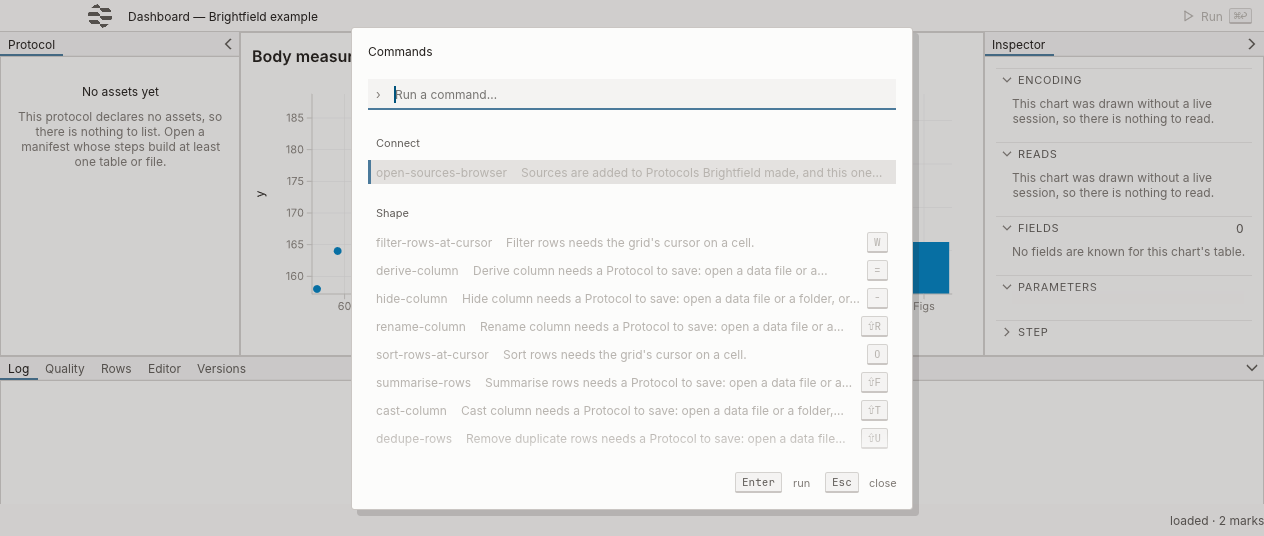 Dashboard — Brightfield example
Run ⌘⏎
Protocol
No assets yet
This protocol declares no assets, so
there is nothing to list. Open a
manifest whose steps build at least
one table or file.
Body measur
y
185
180
175
170
165
160
60
Figs
Commands
› Run a command...
Connect
open-sources-browser Sources are added to Protocols Brightfield made, and this one...
Shape
filter-rows-at-cursor Filter rows needs the grid's cursor on a cell. W
derive-column Derive column needs a Protocol to save: open a data file or a... =
hide-column Hide column needs a Protocol to save: open a data file or a folder, or... -
rename-column Rename column needs a Protocol to save: open a data file or a... ⇧R
sort-rows-at-cursor Sort rows needs the grid's cursor on a cell. O
summarise-rows Summarise rows needs a Protocol to save: open a data file or a... ⇧F
cast-column Cast column needs a Protocol to save: open a data file or a folder,... ⇧T
dedupe-rows Remove duplicate rows needs a Protocol to save: open a data file... ⇧U
Enter run Esc close
Inspector
ENCODING
This chart was drawn without a live
session, so there is nothing to read.
READS
This chart was drawn without a live
session, so there is nothing to read.
FIELDS 0
No fields are known for this chart's table.
PARAMETERS
STEP
Log Quality Rows Editor Versions
loaded · 2 marks